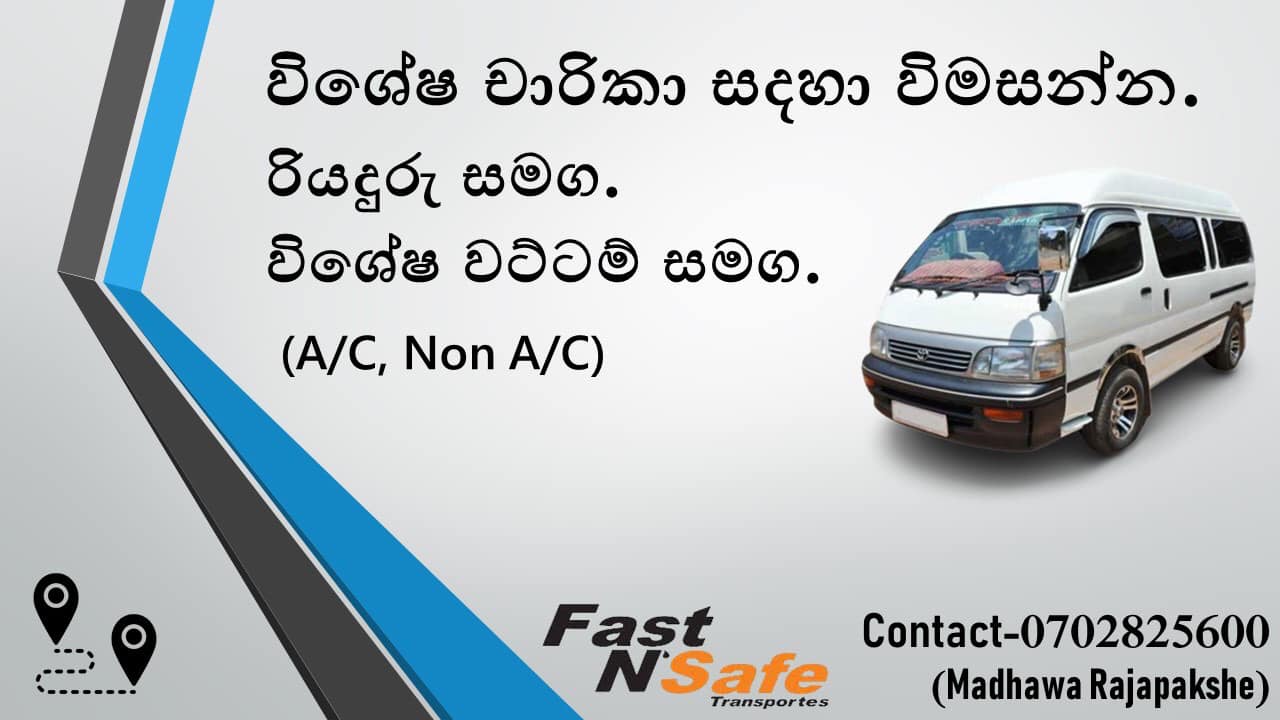 විශේෂ චාරිකා සදහා විමසන්න.
රියදුරු සමග.
විශේෂ වට්ටම් සමග.
(A/C, Non A/C)
Fast
N'Safe
Transportes
Contact-0702825600
(Madhawa Rajapakshe)